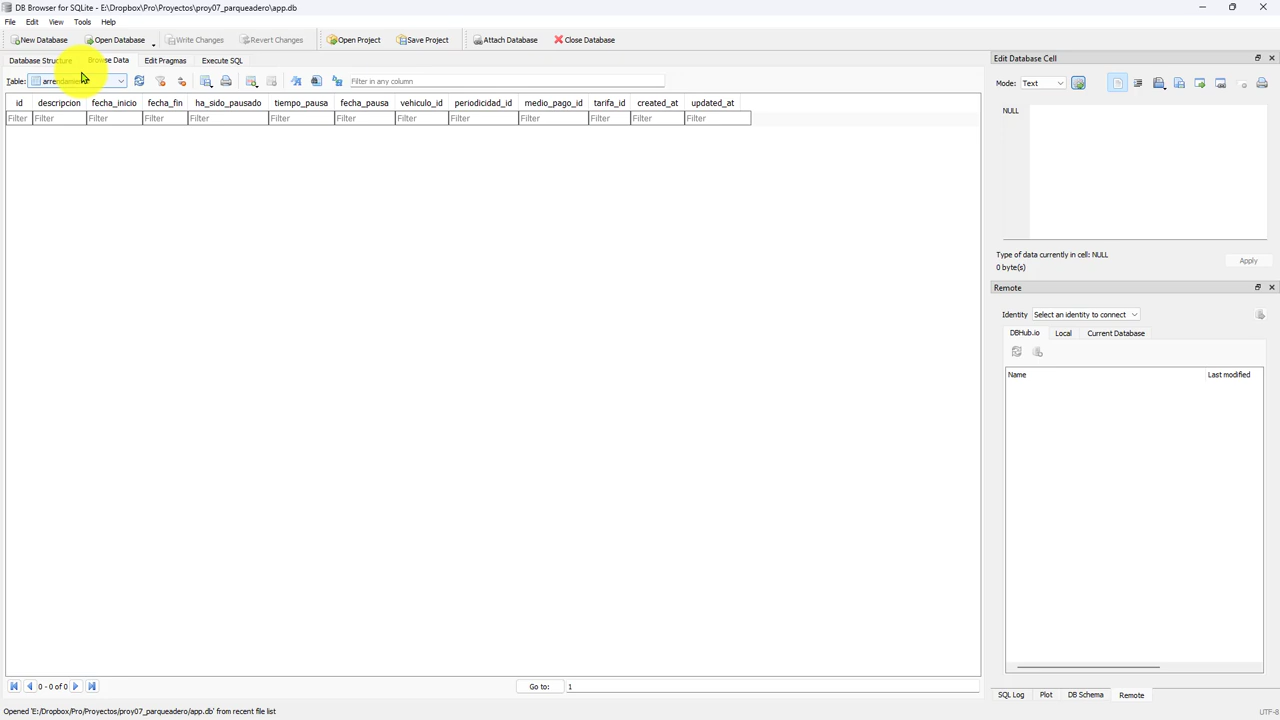 DB Browser for SQLite - E:\Dropbox\Pro\Proyectos\proy07_parqueadero\app.db
File Edit View Tools Help
New Database Open Database Write Changes Revert Changes Open Project Save Project Attach Database Close Database
Database Structure Browse Data Edit Pragmas Execute SQL
Table: Filter in any column
id descripcion fecha_inicio fecha_fin ha_sido_pausado tiempo_pausa fecha_pausa vehiculo_id periodicidad_id medio_pago_id tarifa_id created_at updated_at
Filter Filter Filter Filter Filter Filter Filter Filter Filter Filter Filter Filter Filter
0 - 0 of 0 Go to: 1
Opened 'E:/Dropbox/Pro/Proyectos/proy07_parqueadero/app.db' from recent file list
Edit Database Cell
Mode: Text
NULL
Type of data currently in cell: NULL
0 byte(s)
Apply
Remote
Identity Select an identity to connect
DBHub.io Local Current Database
Name Last modified
SQL Log Plot DB Schema Remote
UTF-8